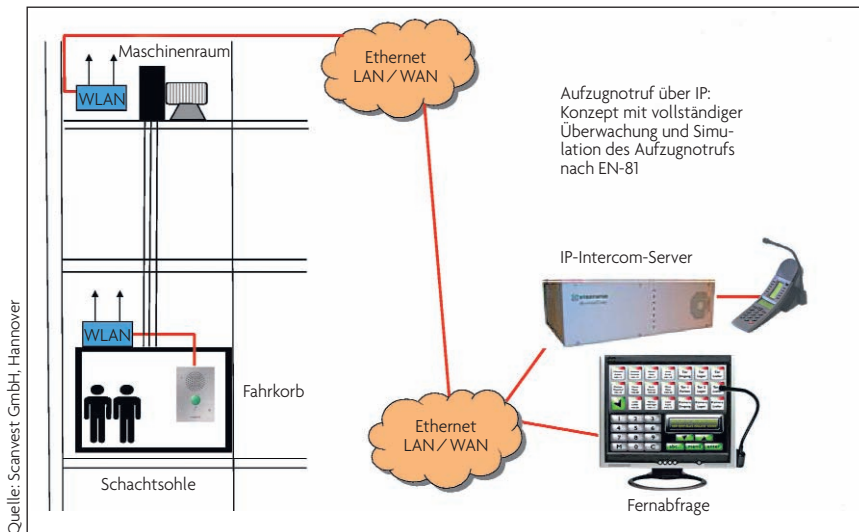 Maschinenraum
WLAN
Ethernet
LAN/WAN
Aufzugnotruf über IP:
Konzept mit vollständiger
Überwachung und Simu-
lation des Aufzugnotrufs
nach EN-81
IP-Intercom-Server
WLAN
Fahrkorb
Ethernet
LAN/WAN
Schachtsohle
Fernabfrage
Quelle: Scanvest GmbH, Hannover